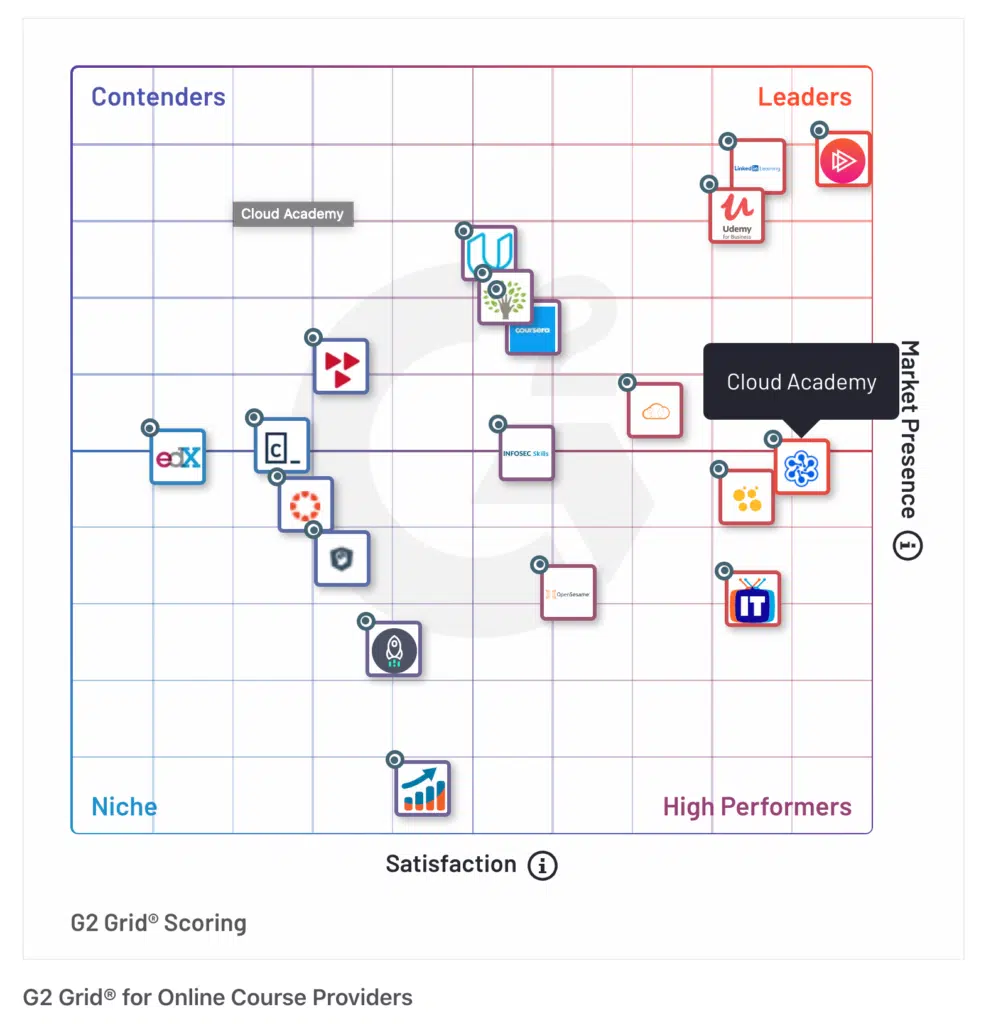 Contenders
Leaders
Linked in Learning
Cloud Academy
Udemy
for Business
coursera
Cloud Academy
Market Presence
edX
C_
INFOSEC Skills
OpenSesame
IT
Niche
High Performers
Satisfaction
G2 Grid® Scoring
G2 Grid® for Online Course Providers